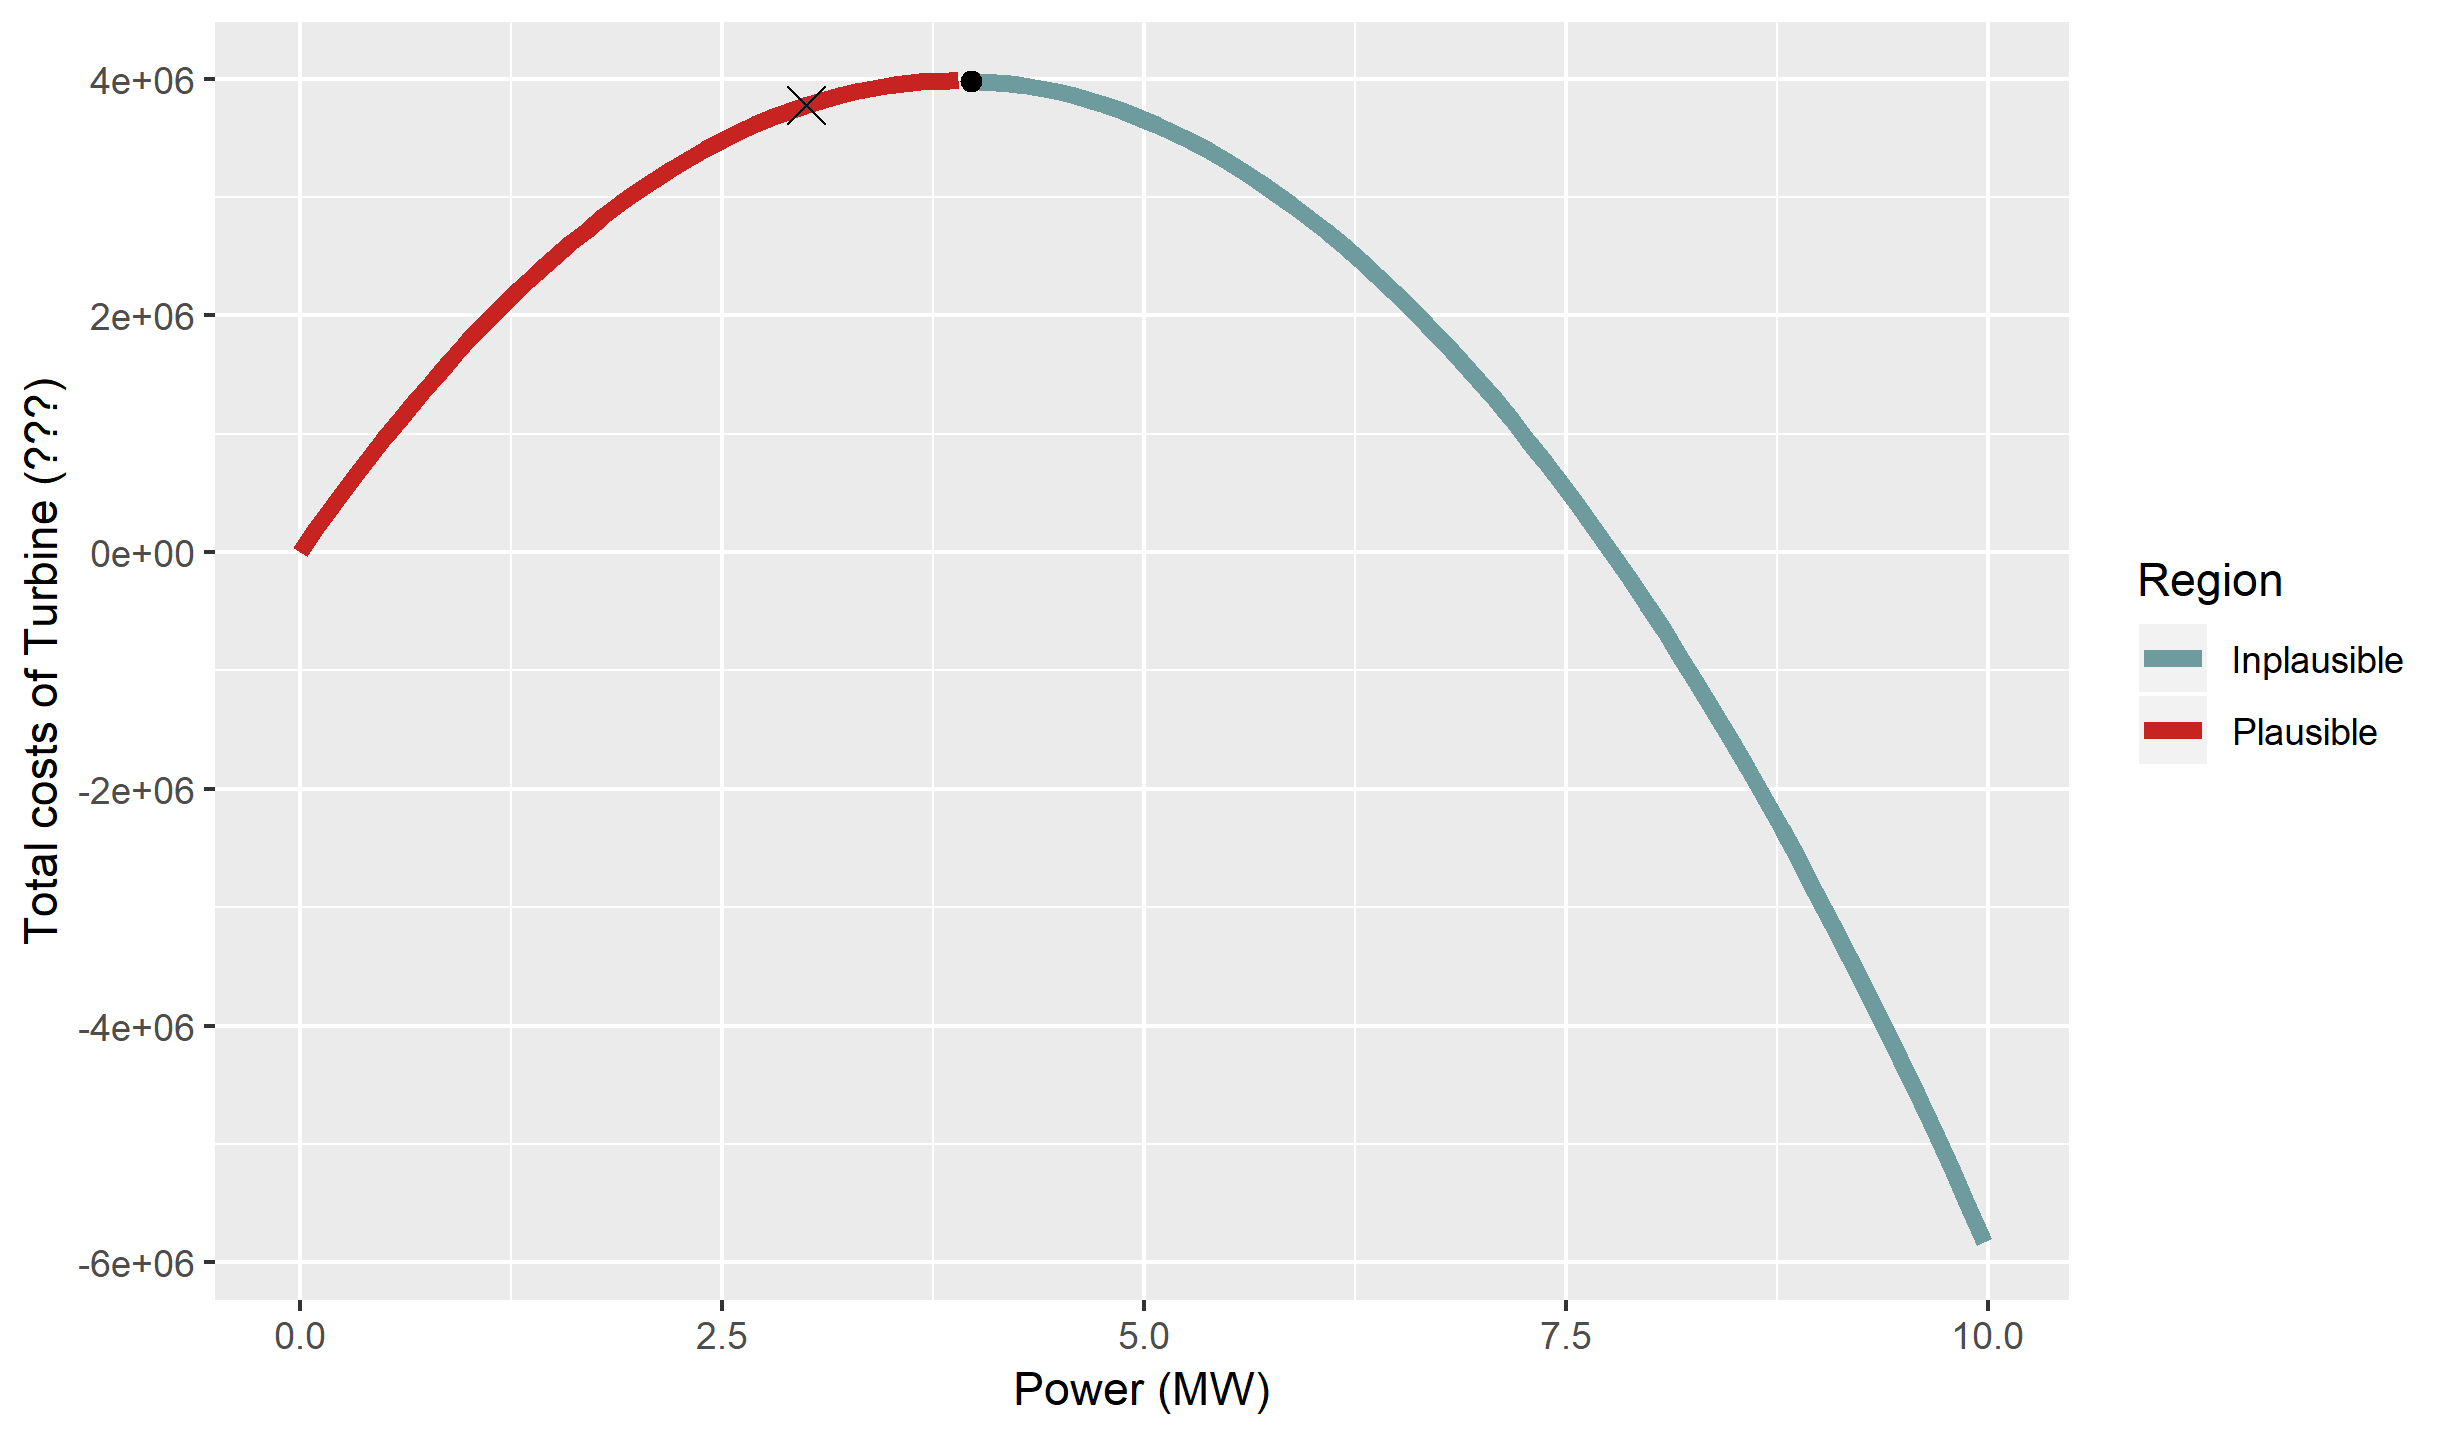 Total costs of Turbine (???)
4e+06
2e+06
0e+00
-2e+06
-4e+06
-6e+06
0.0
2.5
5.0
7.5
10.0
Power (MW)
Region
Inplausible
Plausible